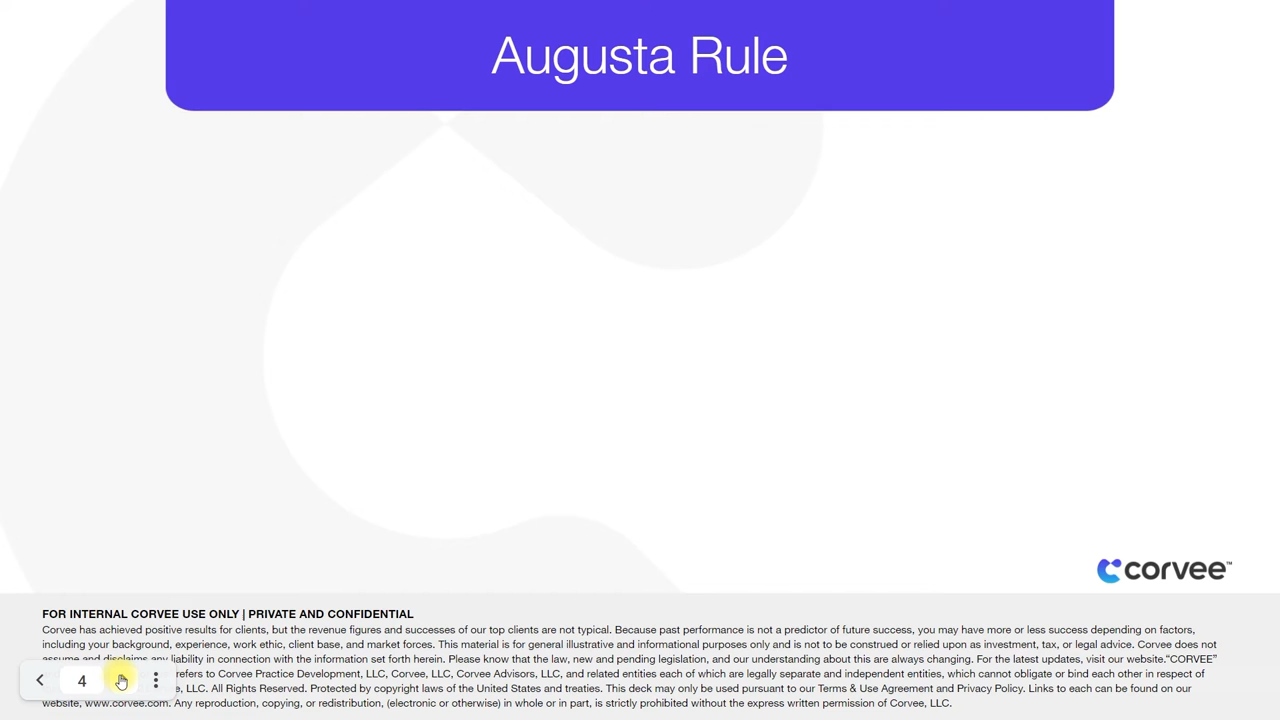 Augusta Rule
corvee™
FOR INTERNAL CORVEE USE ONLY | PRIVATE AND CONFIDENTIAL
Corvee has achieved positive results for clients, but the revenue figures and successes of our top clients are not typical. Because past performance is not a predictor of future success, you may have more or less success depending on factors,
including your background, experience, work ethic, client base, and market forces. This material is for general illustrative and informational purposes only and is not to be construed or relied upon as investment, tax, or legal advice. Corvee does not
assume and disclaims any liability in connection with the information set forth herein. Please know that the law, new and pending legislation, and our understanding about this are always changing. For the latest updates, visit our website."CORVEE"
refers to Corvee Practice Development, LLC, Corvee, LLC, Corvee Advisors, LLC, and related entities each of which are legally separate and independent entities, which cannot obligate or bind each other in respect of
4
LLC. All Rights Reserved. Protected by copyright laws of the United States and treaties. This deck may only be used pursuant to our Terms & Use Agreement and Privacy Policy. Links to each can be found on our
website, www.corvee.com. Any reproduction, copying, or redistribution, (electronic or otherwise) in whole or in part, is strictly prohibited without the express written permission of Corvee, LLC.